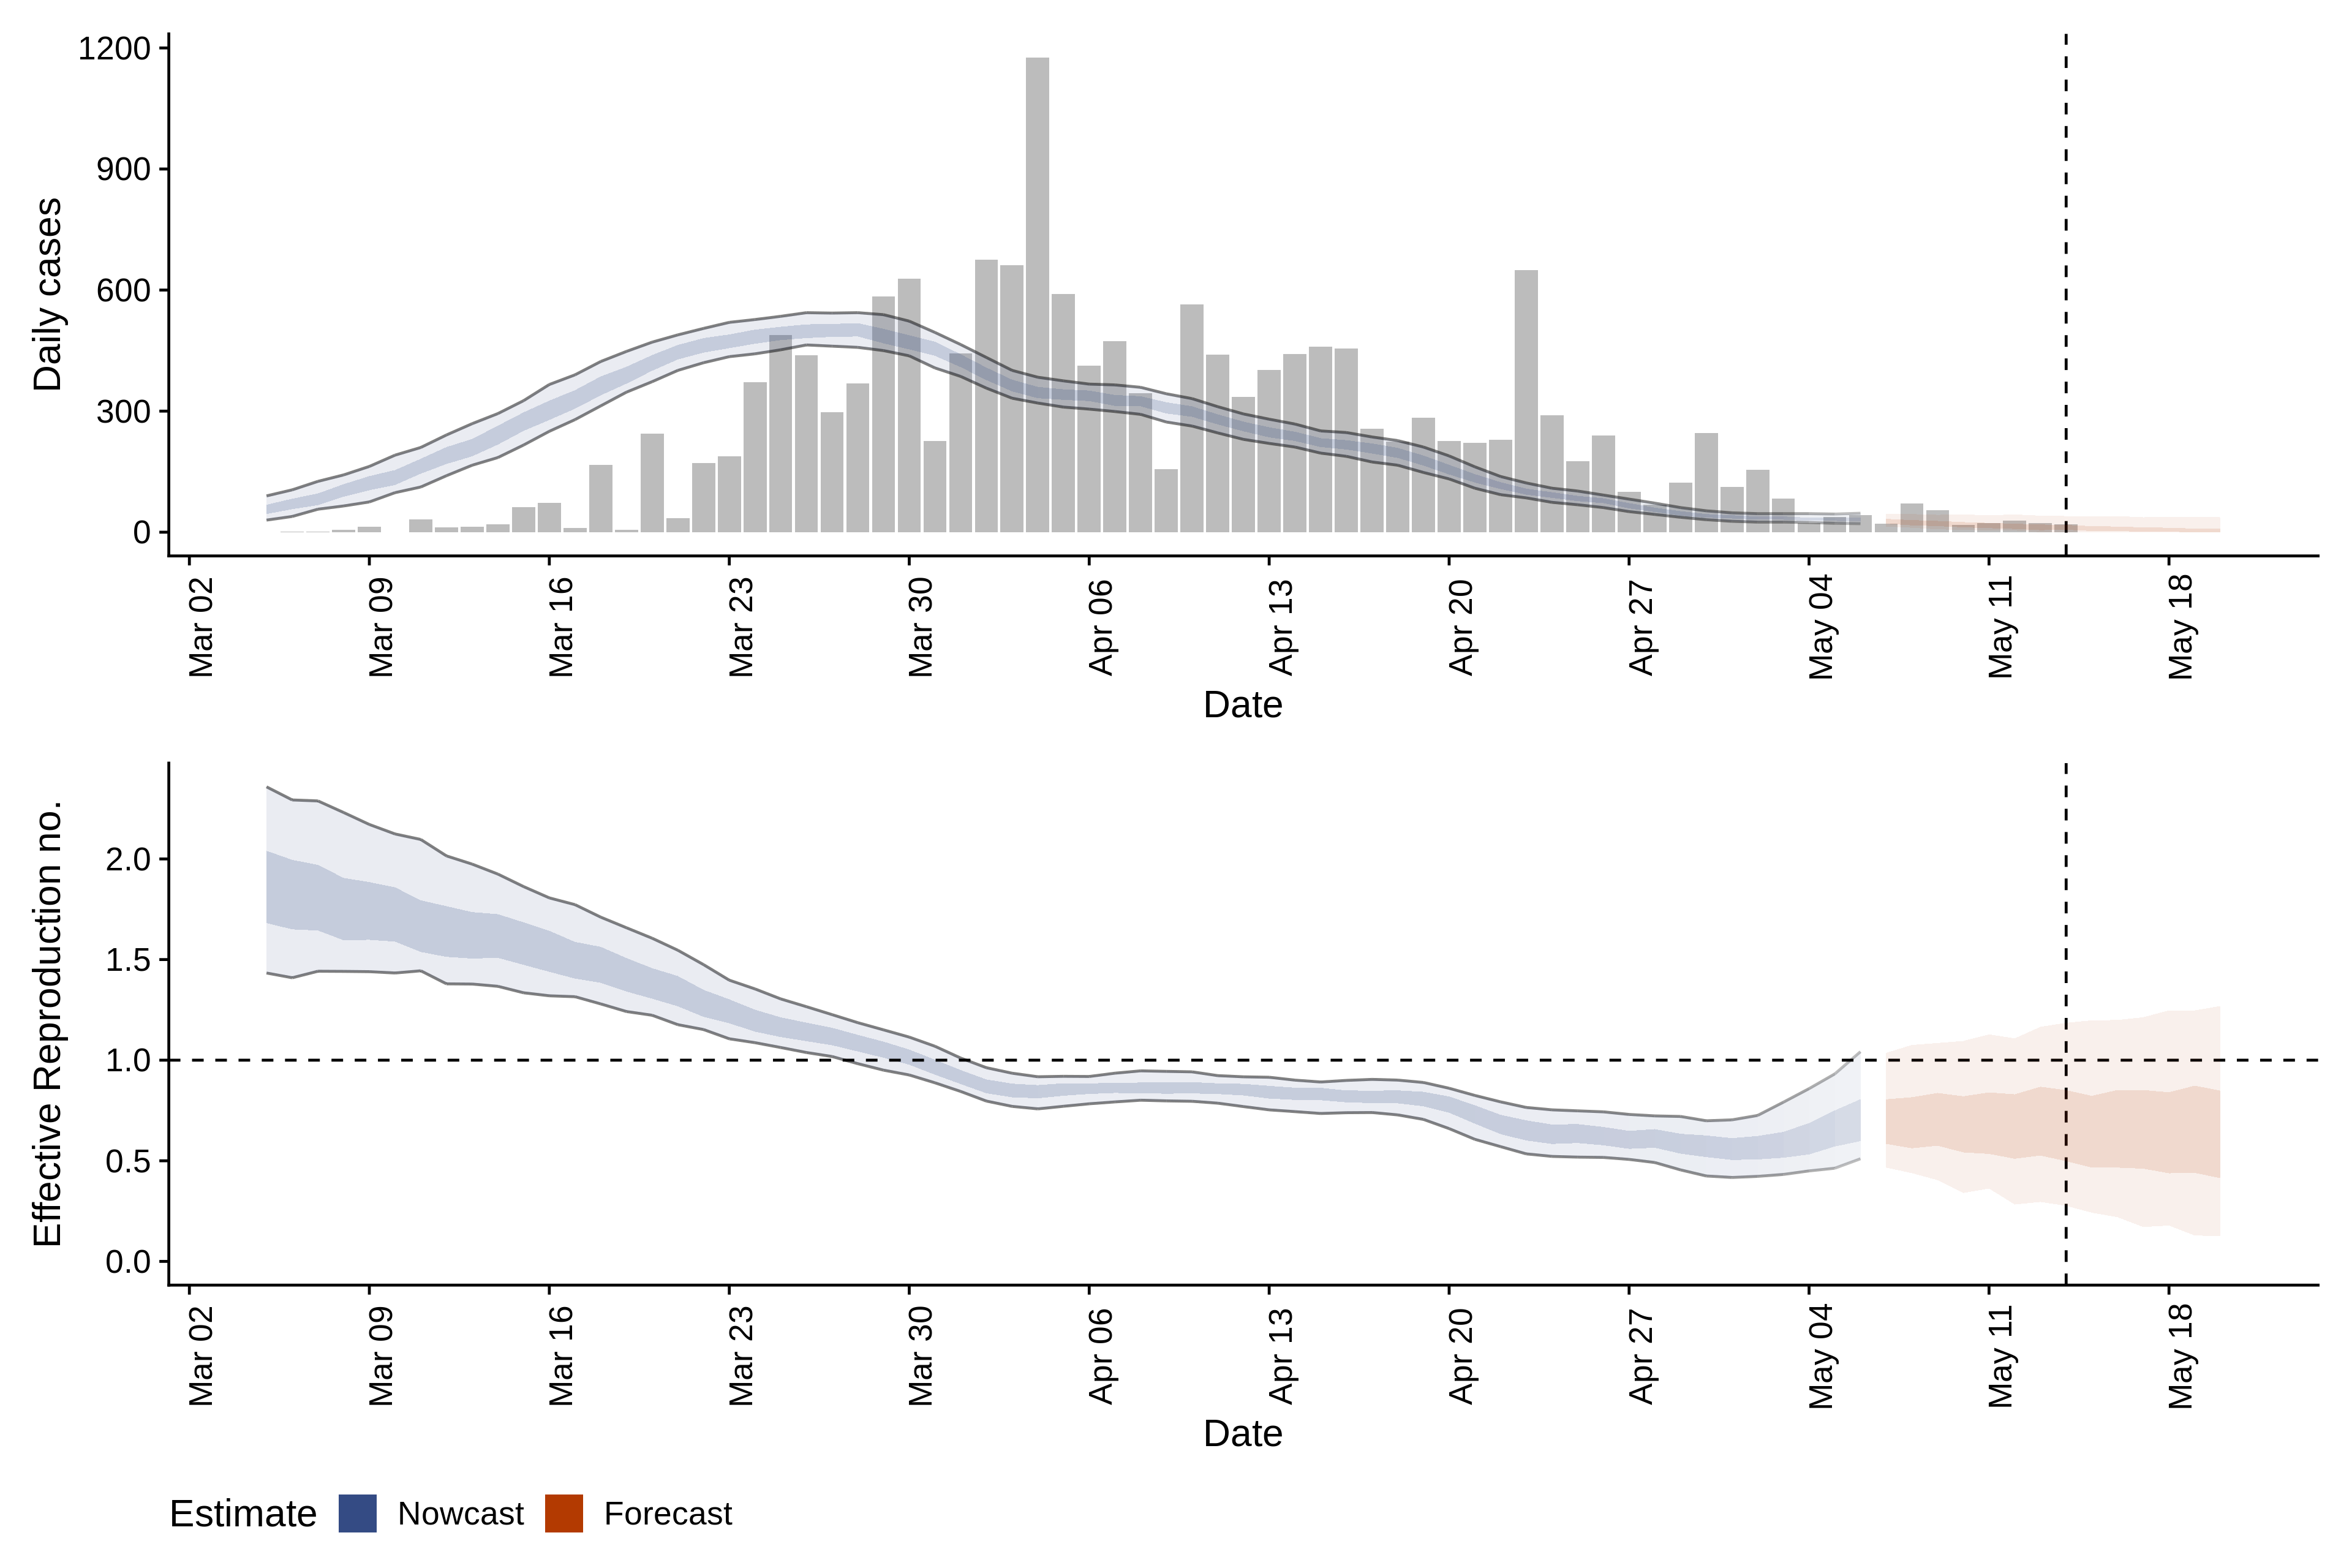 1200
900
600
300
0
Daily cases
Mar 02
Mar 09
Mar 16
Mar 23
Mar 30
Apr 06
Apr 13
Apr 20
Apr 27
May 04
May 11
May 18
Date
2.0
1.5
1.0
0.5
0.0
Effective Reproduction no.
Mar 02
Mar 09
Mar 16
Mar 23
Mar 30
Apr 06
Apr 13
Apr 20
Apr 27
May 04
May 11
May 18
Date
Estimate Nowcast Forecast